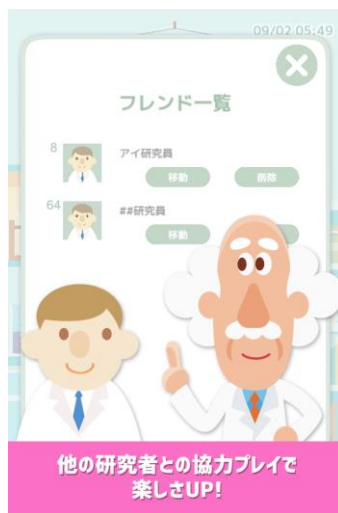 09/02 05:49
フレンド一覧
8
アイ研究員
移動 削除
64
##研究員
移動
他の研究者との協力プレイで
楽しさUP!